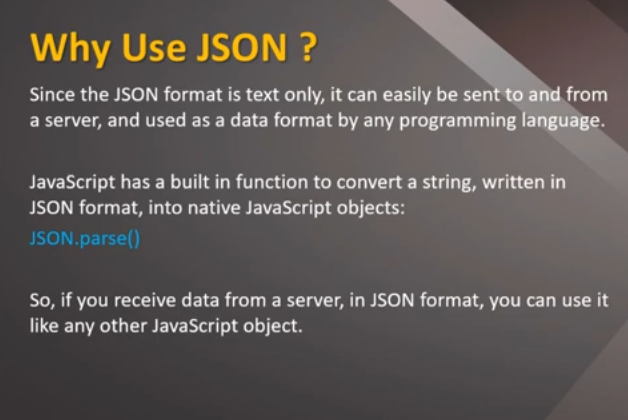 Why Use JSON ?
Since the JSON format is text only, it can easily be sent to and from
a server, and used as a data format by any programming language.
JavaScript has a built in function to convert a string, written in
JSON format, into native JavaScript objects:
JSON.parse()
So, if you receive data from a server, in JSON format, you can use it
like any other JavaScript object.